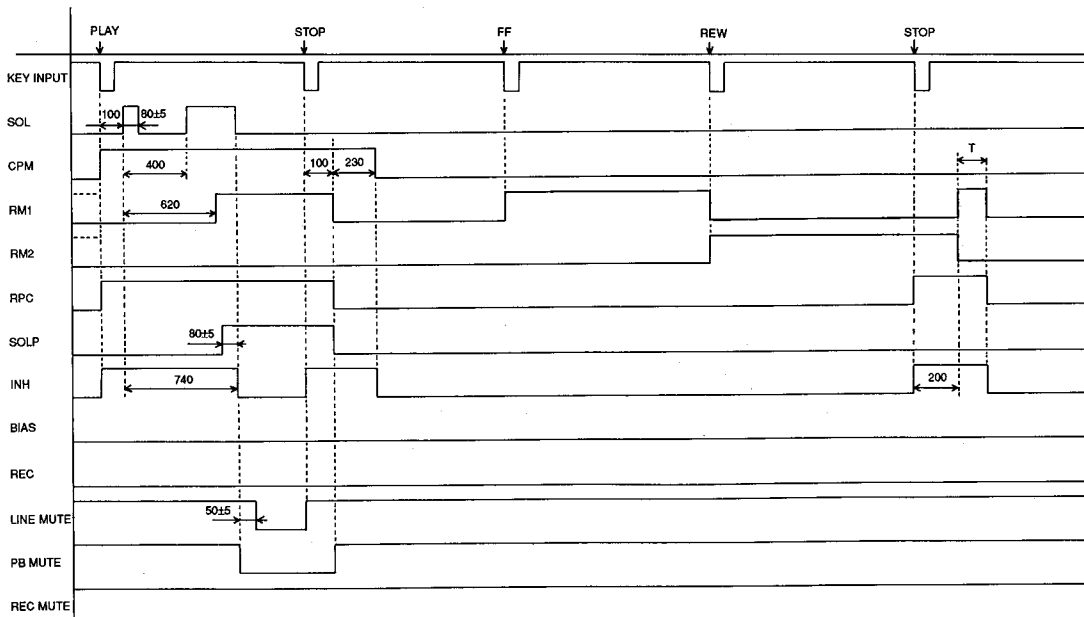 PLAY STOP FF REW STOP
KEY INPUT
SOL 100 80±5
CPM 400 100 230 T
RM1 620
RM2
RPC
SOLP 80±5
INH 740 200
BIAS
REC
LINE MUTE 50±5
PB MUTE
REC MUTE